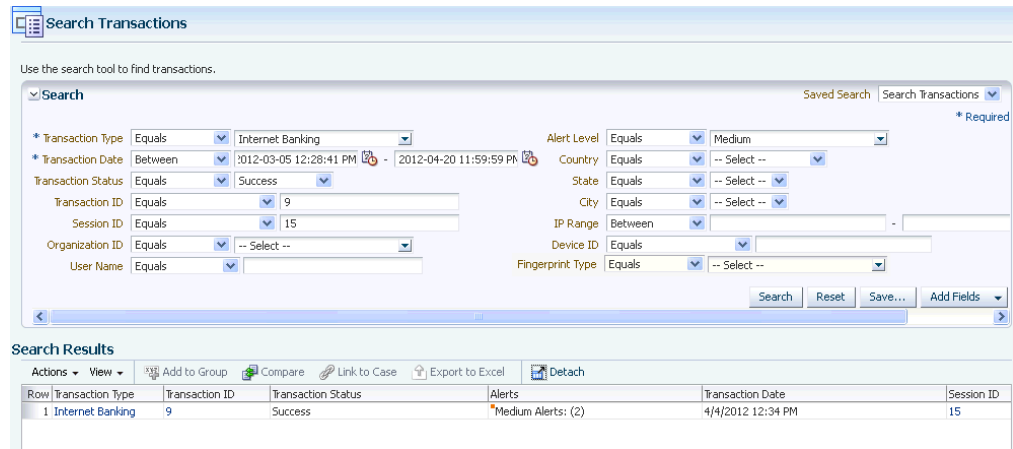 Search Transactions
Use the search tool to find transactions.
Search
Saved Search Search Transactions
* Required
* Transaction Type Equals Internet Banking Alert Level Equals Medium
* Transaction Date Between 2012-03-05 12:28:41 PM - 2012-04-20 11:59:59 PM Country Equals -- Select --
Transaction Status Equals Success State Equals -- Select --
Transaction ID Equals 9 City Equals -- Select --
Session ID Equals 15 IP Range Between -
Organization ID Equals -- Select -- Device ID Equals
User Name Equals Fingerprint Type Equals -- Select --
Search Reset Save... Add Fields
Search Results
Actions View Add to Group Compare Link to Case Export to Excel Detach
Row Transaction Type Transaction ID Transaction Status Alerts Transaction Date Session ID
1 Internet Banking 9 Success Medium Alerts: (2) 4/4/2012 12:34 PM 15